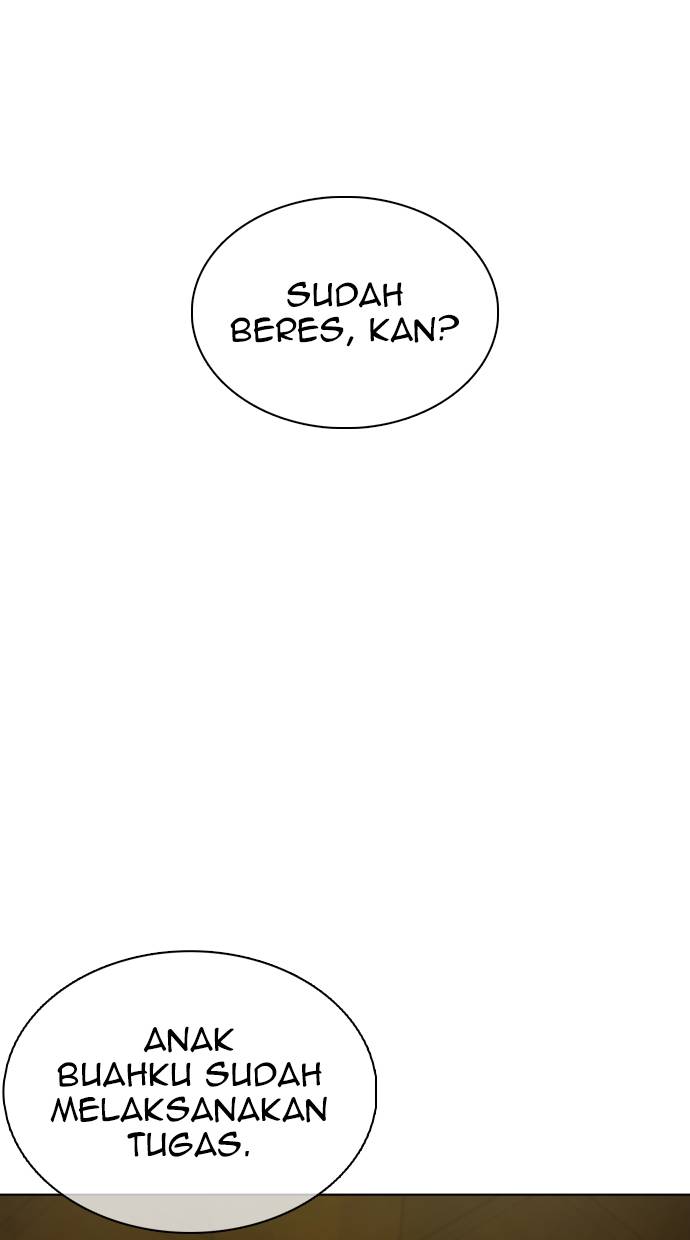 SUDAH
BERES, KAN?
ANAK
BUAHKU SUDAH
MELAKSANAKAN
TUGAS.